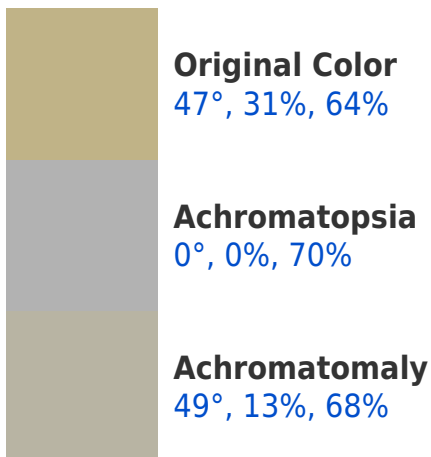 Original Color
47°, 31%, 64%
Achromatopsia
0°, 0%, 70%
Achromatomaly
49°, 13%, 68%